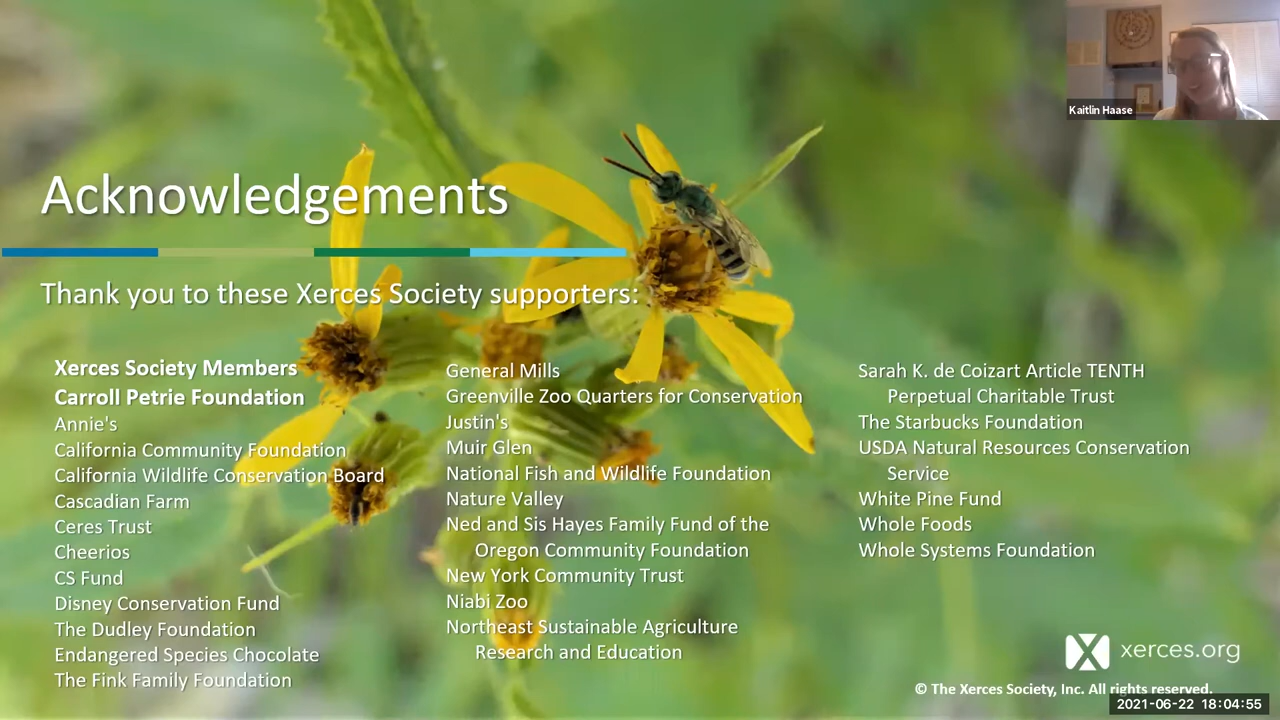 Kaitlin Haase
Acknowledgements
Thank you to these Xerces Society supporters:
Xerces Society Members
Carroll Petrie Foundation
Annie's
California Community Foundation
California Wildlife Conservation Board
Cascadian Farm
Ceres Trust
Cheerios
CS Fund
Disney Conservation Fund
The Dudley Foundation
Endangered Species Chocolate
The Fink Family Foundation
General Mills
Greenville Zoo Quarters for Conservation
Justin's
Muir Glen
National Fish and Wildlife Foundation
Nature Valley
Ned and Sis Hayes Family Fund of the
Oregon Community Foundation
New York Community Trust
Niabi Zoo
Northeast Sustainable Agriculture
Research and Education
Sarah K. de Coizart Article TENTH
Perpetual Charitable Trust
The Starbucks Foundation
USDA Natural Resources Conservation
Service
White Pine Fund
Whole Foods
Whole Systems Foundation
xerces.org
© The Xerces Society, Inc. All rights reserved.
2021-06-22 18:04:55